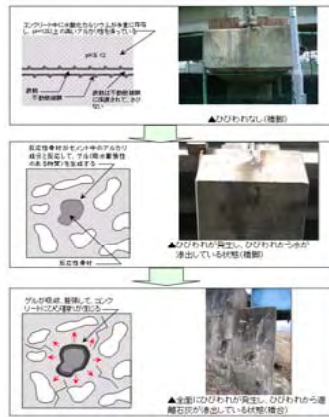 コンクリート中に水酸化カルシウムが多量に存在
し、pH12以上の高いアルカリ性を保っている
pH≧12
鉄筋
不動態被膜
鉄筋は不動態被膜
に保護されて、さび
ない
▲ひびわれなし(橋脚)
反応性骨材がセメント中のアルカリ
成分と反応して、ゲル(吸水膨張性
のある物質)を生成する
反応性骨材
▲ひびわれが発生し、ひびわれから水が
滲出している状態(橋脚)
ゲルが吸水、膨張して、コンク
リートにひび割れが生じる
▲全面にひびわれが発生し、ひびわれから遊
離石灰が滲出している状態(橋台)